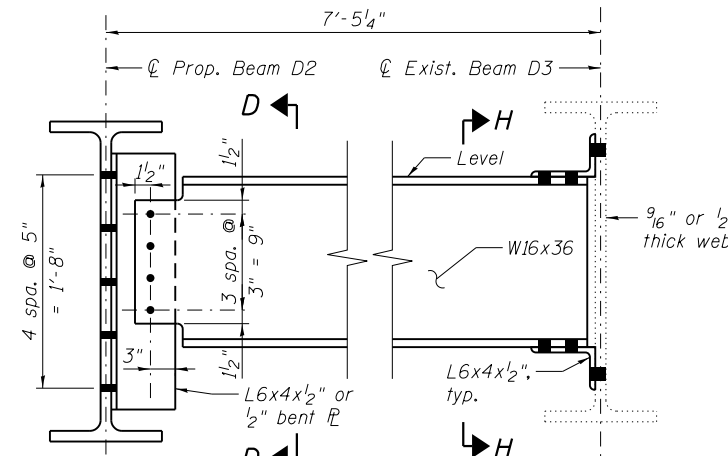 7'-5¼"
℄ Prop. Beam D2
℄ Exist. Beam D3
D
H
1½"
Level
1½"
4 spa. @ 5"
= 1'-8"
3 spa. @
3" = 9"
W16x36
9/16" or ½
thick web
3"
1½"
L6x4x½" or
½" bent ℄
L6x4x½",
typ.
D
H